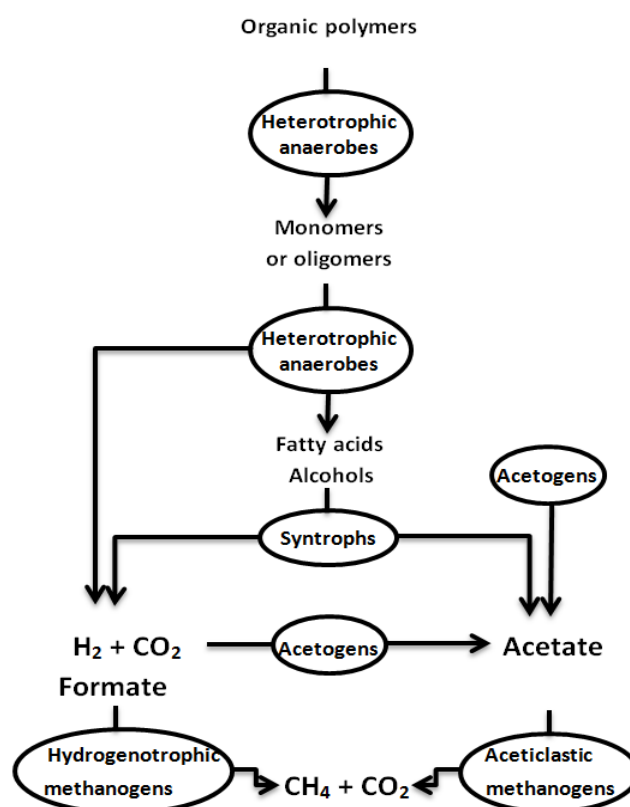 Organic polymers
Heterotrophic
anaerobes
Monomers
or oligomers
Heterotrophic
anaerobes
Fatty acids
Alcohols
Acetogens
Syntrophs
H₂ + CO₂
Acetogens
Acetate
Formate
Hydrogenotrophic
methanogens
CH₄ + CO₂
Aceticlastic
methanogens